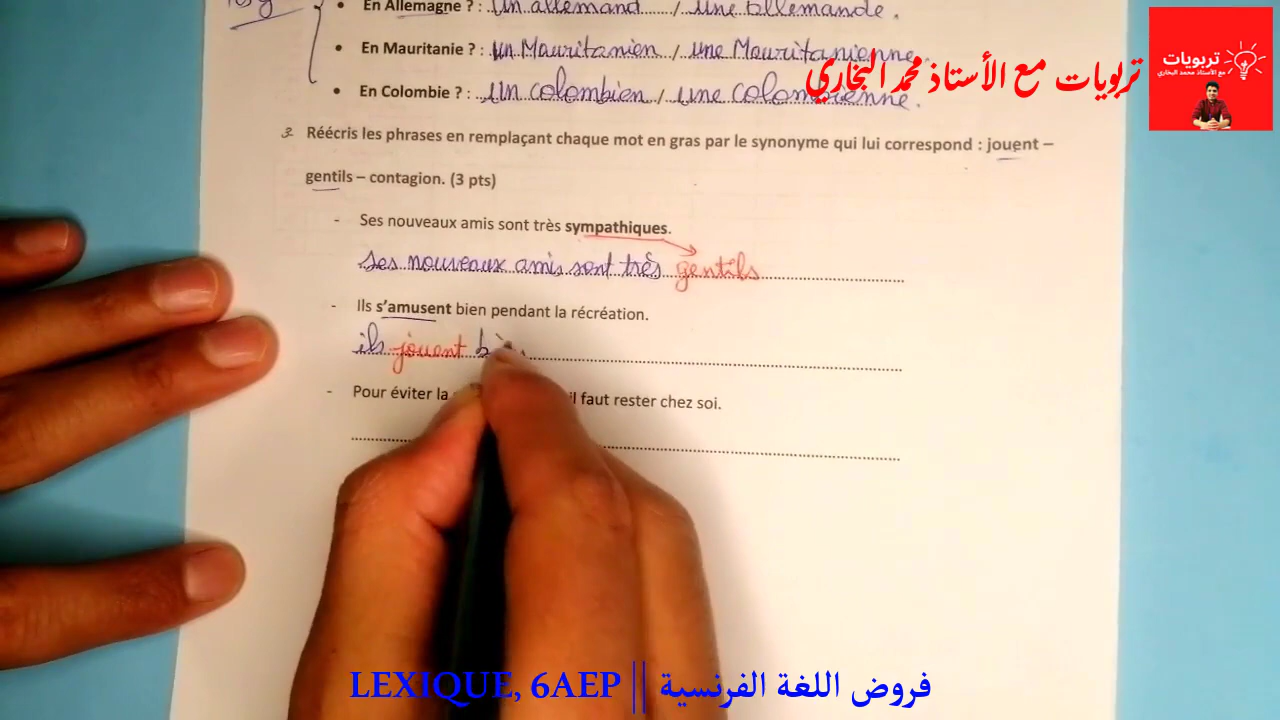 En Allemagne ? : un allemand / une allemande.
En Mauritanie ? : un Mauritanien / une Mauritanienne.
En Colombie ? : un colombien / une colombienne.
تربويات
مع الأستاذ محمد البخاري
تربويات مع الأستاذ محمد البخاري
3. Réécris les phrases en remplaçant chaque mot en gras par le synonyme qui lui correspond : jouent –
gentils – contagion. (3 pts)
- Ses nouveaux amis sont très sympathiques.
ses nouveaux amis sont très gentils
- Ils s'amusent bien pendant la récréation.
ils jouent
- Pour éviter la il faut rester chez soi.
LEXIQUE, 6AEP || فروض اللغة الفرنسية